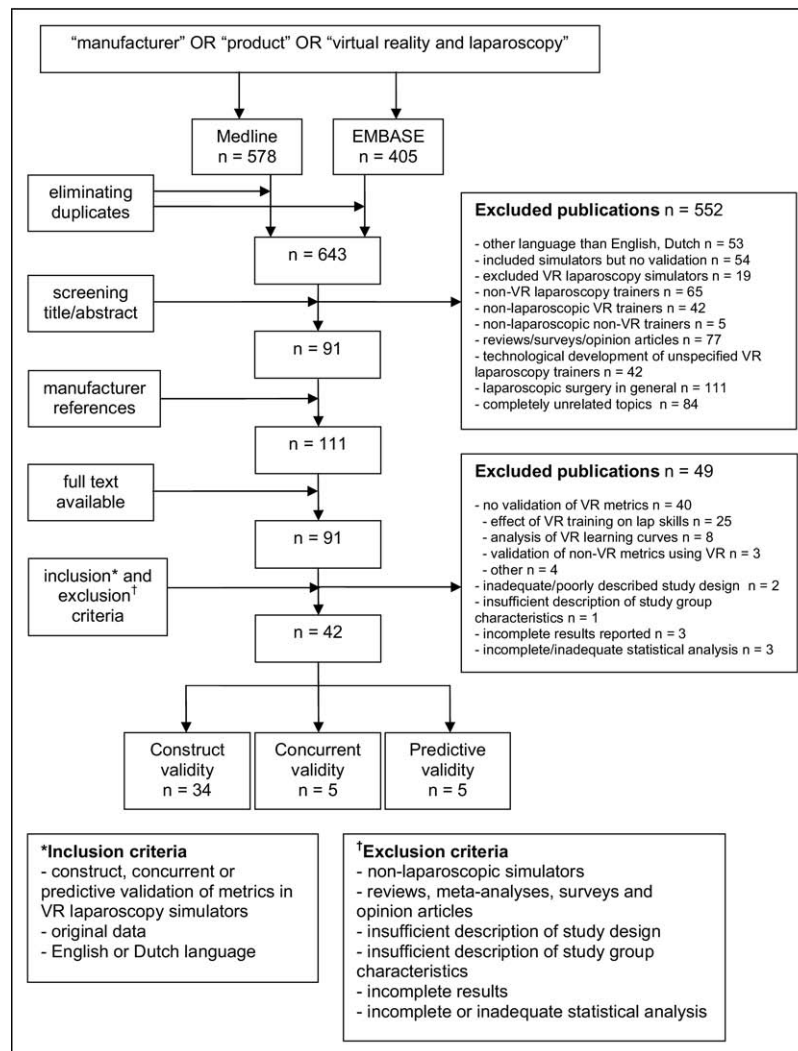 “manufacturer” OR “product” OR “virtual reality and laparoscopy”
Medline
n = 578
EMBASE
n = 405
eliminating
duplicates
n = 643
Excluded publications n = 552
- other language than English, Dutch n = 53
- included simulators but no validation n = 54
- excluded VR laparoscopy simulators n = 19
- non-VR laparoscopy trainers n = 65
- non-laparoscopic VR trainers n = 42
- non-laparoscopic non-VR trainers n = 5
- reviews/surveys/opinion articles n = 77
- technological development of unspecified VR
laparoscopy trainers n = 42
- laparoscopic surgery in general n = 111
- completely unrelated topics n = 84
screening
title/abstract
n = 91
manufacturer
references
n = 111
full text
available
n = 91
Excluded publications n = 49
- no validation of VR metrics n = 40
- effect of VR training on lap skills n = 25
- analysis of VR learning curves n = 8
- validation of non-VR metrics using VR n = 3
- other n = 4
- inadequate/poorly described study design n = 2
- insufficient description of study group
characteristics n = 1
- incomplete results reported n = 3
- incomplete/inadequate statistical analysis n = 3
inclusion* and
exclusion†
criteria
n = 42
Construct
validity
n = 34
Concurrent
validity
n = 5
Predictive
validity
n = 5
*Inclusion criteria
- construct, concurrent or
predictive validation of metrics in
VR laparoscopy simulators
- original data
- English or Dutch language
†Exclusion criteria
- non-laparoscopic simulators
- reviews, meta-analyses, surveys and
opinion articles
- insufficient description of study design
- insufficient description of study group
characteristics
- incomplete results
- incomplete or inadequate statistical analysis